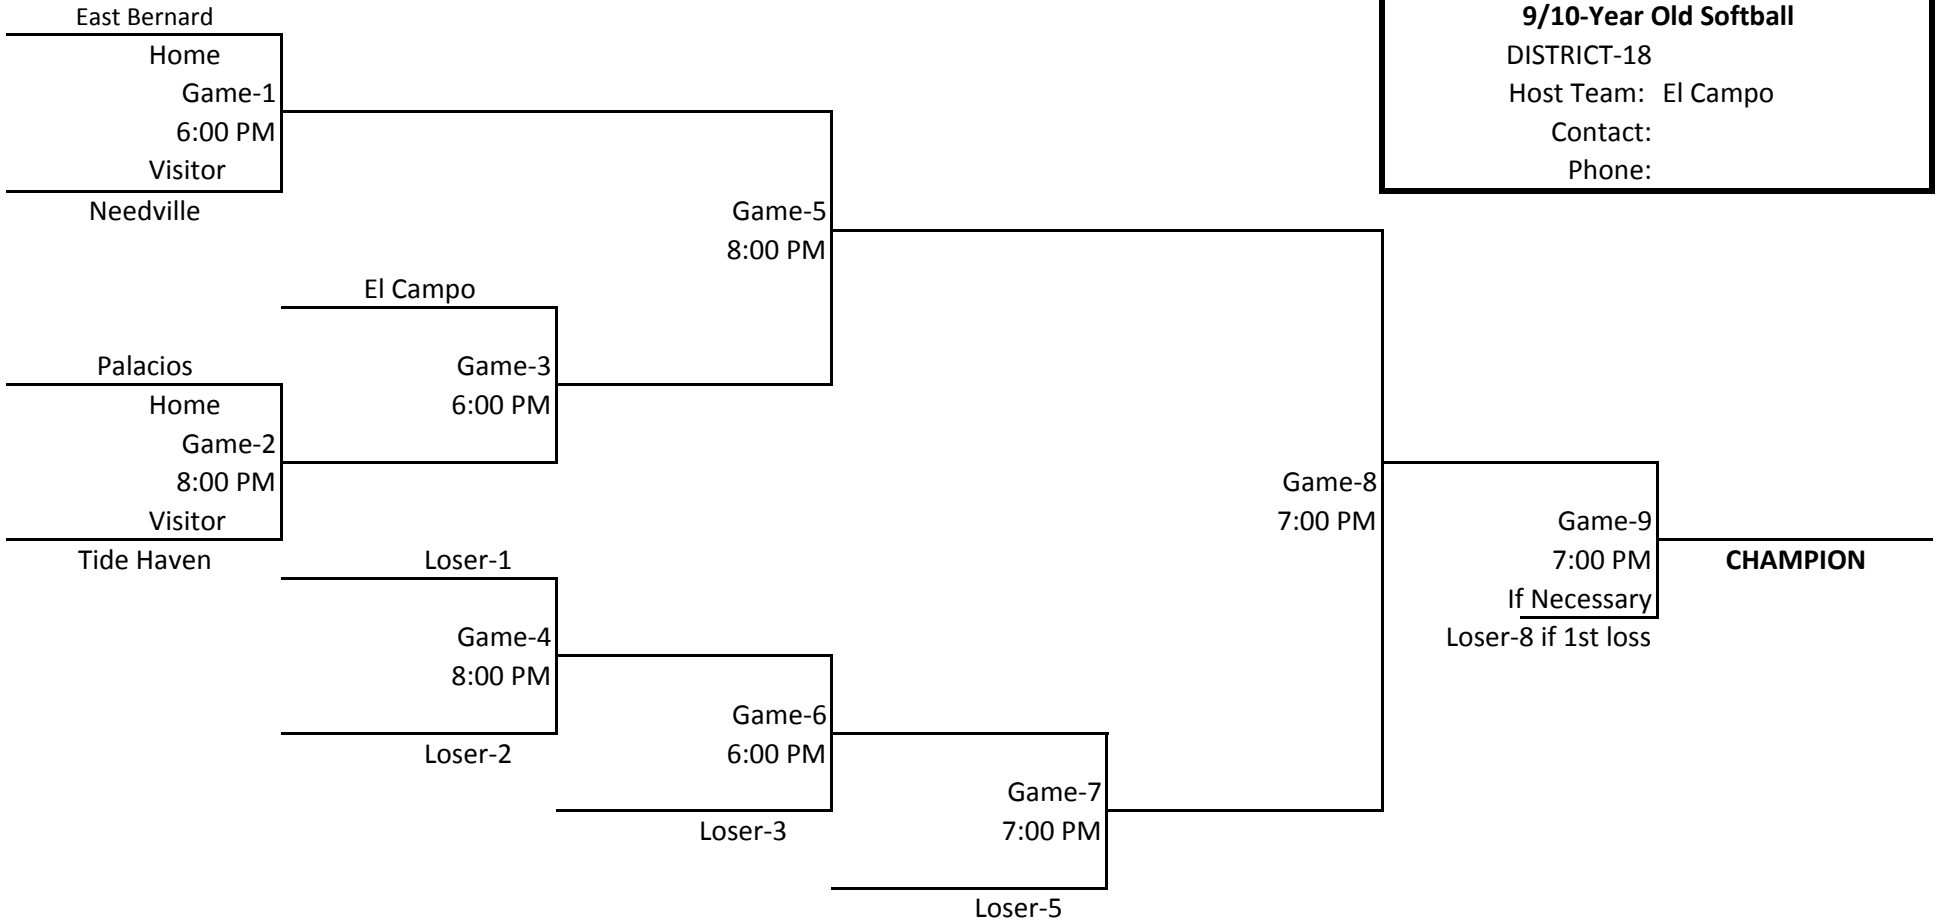 East Bernard
Home
Game-1
6:00 PM
Visitor
Needville
9/10-Year Old Softball
DISTRICT-18
Host Team: El Campo
Contact:
Phone:
Game-5
8:00 PM
El Campo
Game-3
6:00 PM
Palacios
Home
Game-2
8:00 PM
Visitor
Tide Haven
Game-8
7:00 PM
Game-9
7:00 PM
If Necessary
Loser-8 if 1st loss
CHAMPION
Loser-1
Game-4
8:00 PM
Loser-2
Game-6
6:00 PM
Loser-3
Game-7
7:00 PM
Loser-5